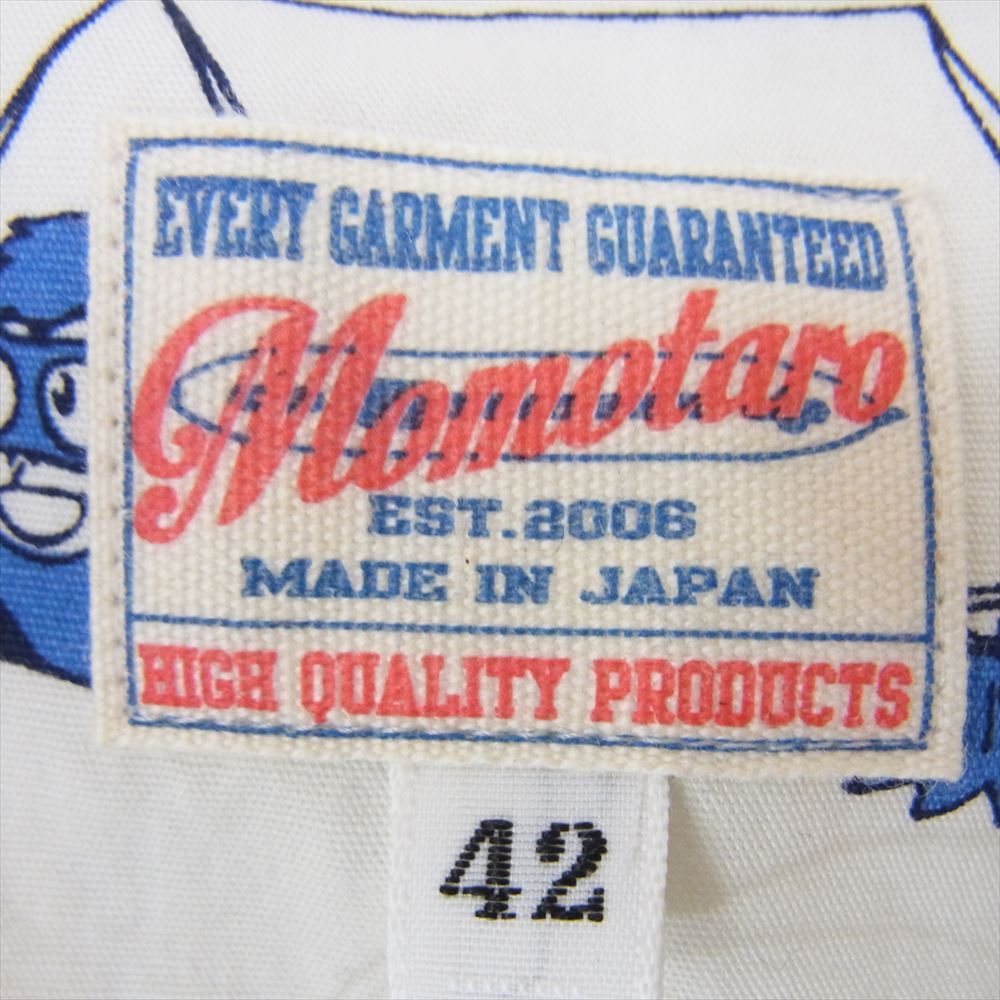 EVERY GARMENT GUARANTEED
Momotaro
EST.2006
MADE IN JAPAN
HIGH QUALITY PRODUCTS
42